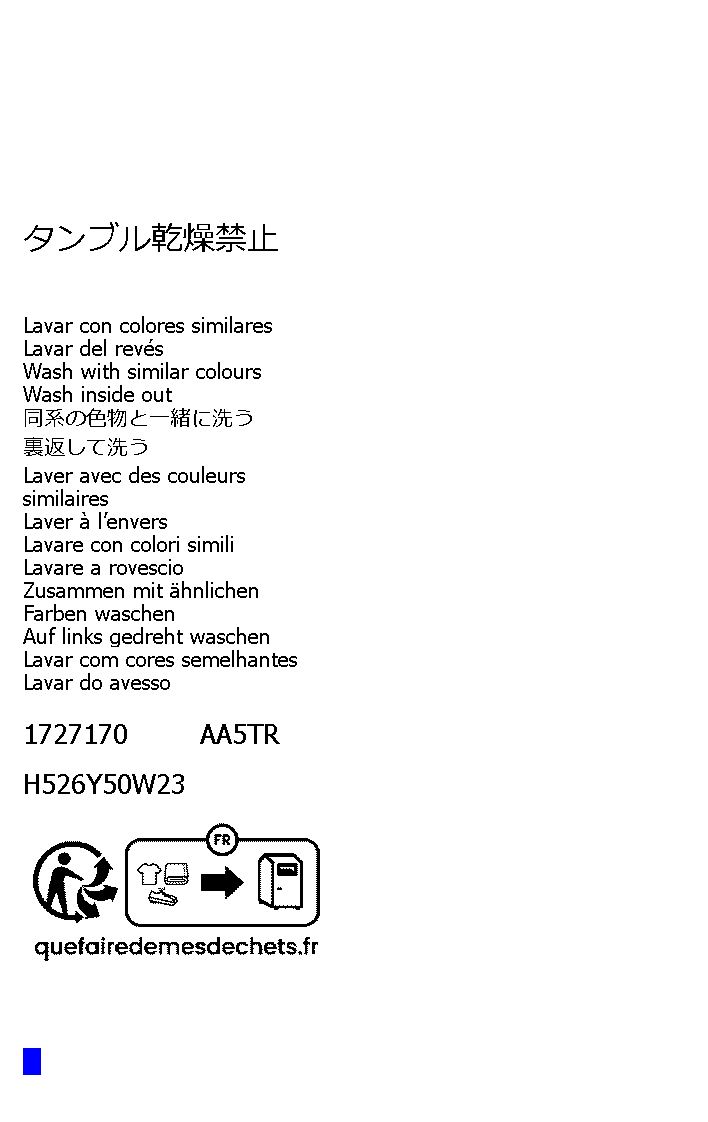 タンブル乾燥禁止
Lavar con colores similares
Lavar del revés
Wash with similar colours
Wash inside out
同系の色物と一緒に洗う
裏返して洗う
Laver avec des couleurs
similaires
Laver à l’envers
Lavare con colori simili
Lavare a rovescio
Zusammen mit ähnlichen
Farben waschen
Auf links gedreht waschen
Lavar com cores semelhantes
Lavar do avesso
1727170 AA5TR
H526Y50W23
FR
quefairedemesdechets.fr